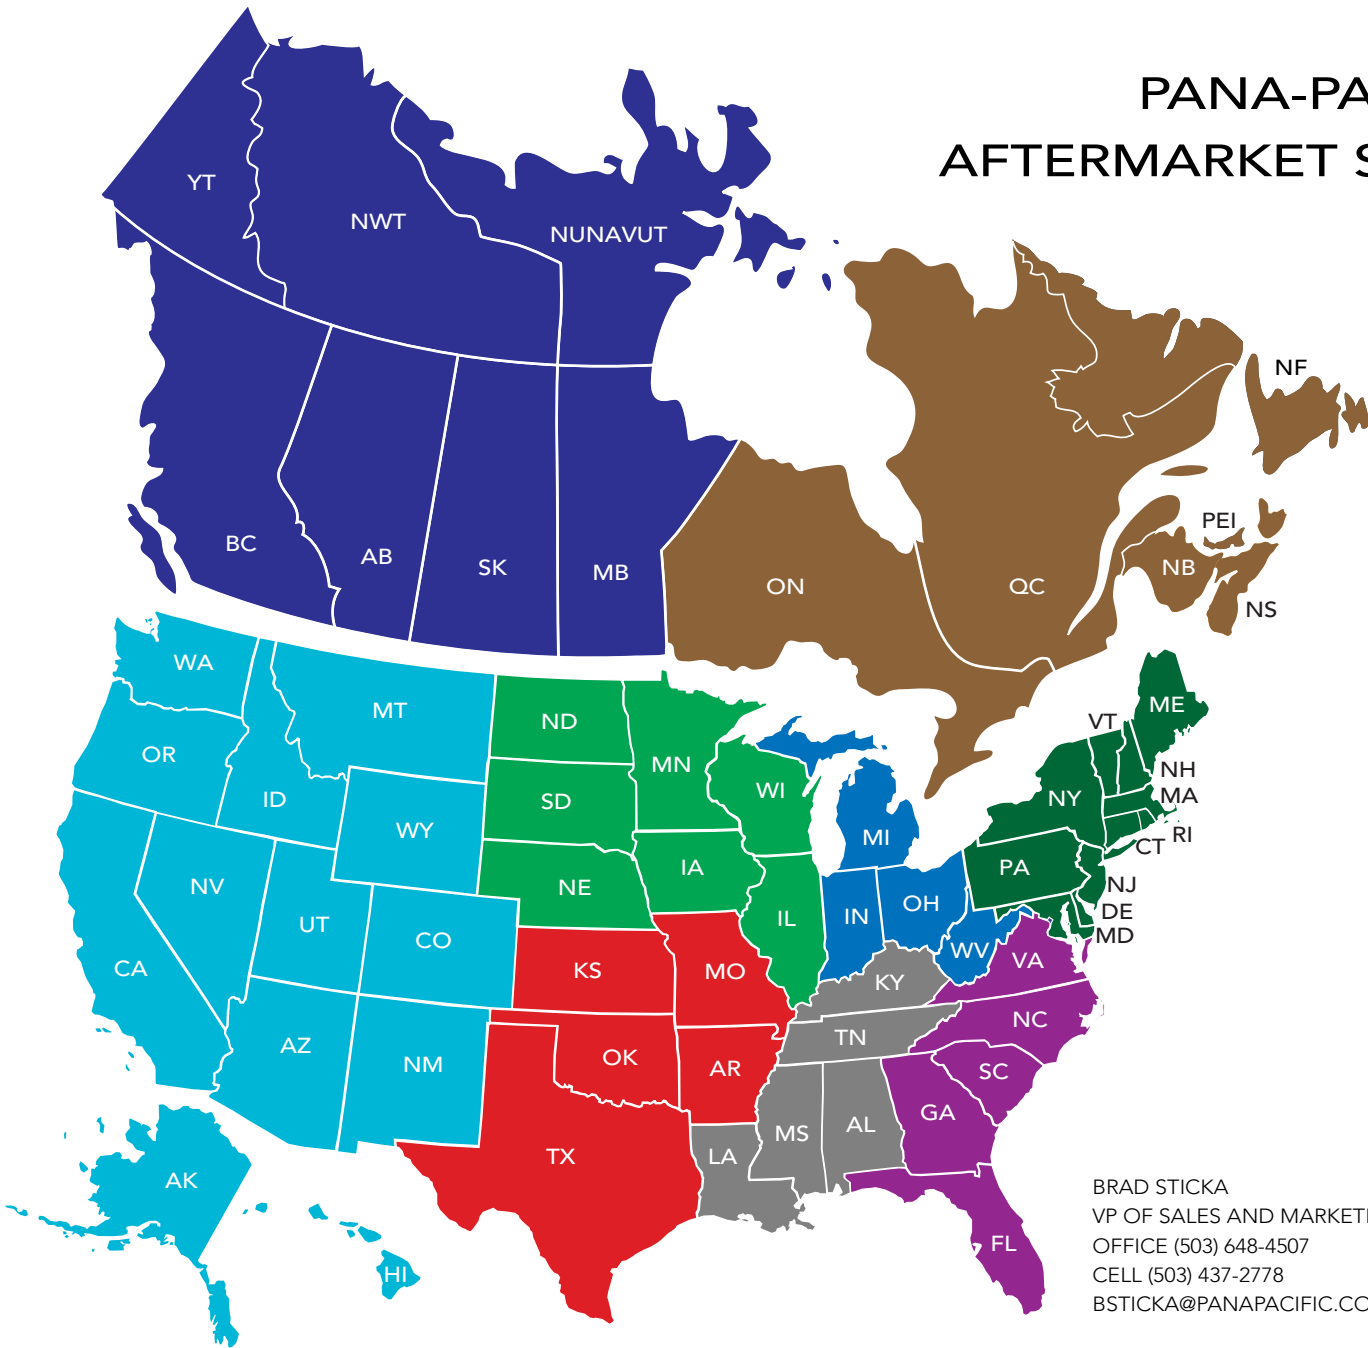 PANA-PA
AFTERMARKET S
YT
NWT
NUNAVUT
NF
PEI
BC
AB
SK
MB
ON
QC
NB
NS
WA
MT
ND
MN
ME
VT
OR
ID
SD
WI
NH
NY
MA
WY
MI
RI
CT
NV
NE
IA
PA
NJ
UT
CO
IL
IN
OH
DE
MD
CA
KS
MO
WV
VA
KY
AZ
NM
OK
AR
TN
NC
SC
GA
AK
TX
LA
MS
AL
HI
FL
BRAD STICKA
VP OF SALES AND MARKETI
OFFICE (503) 648-4507
CELL (503) 437-2778
BSTICKA@PANAPACIFIC.CO